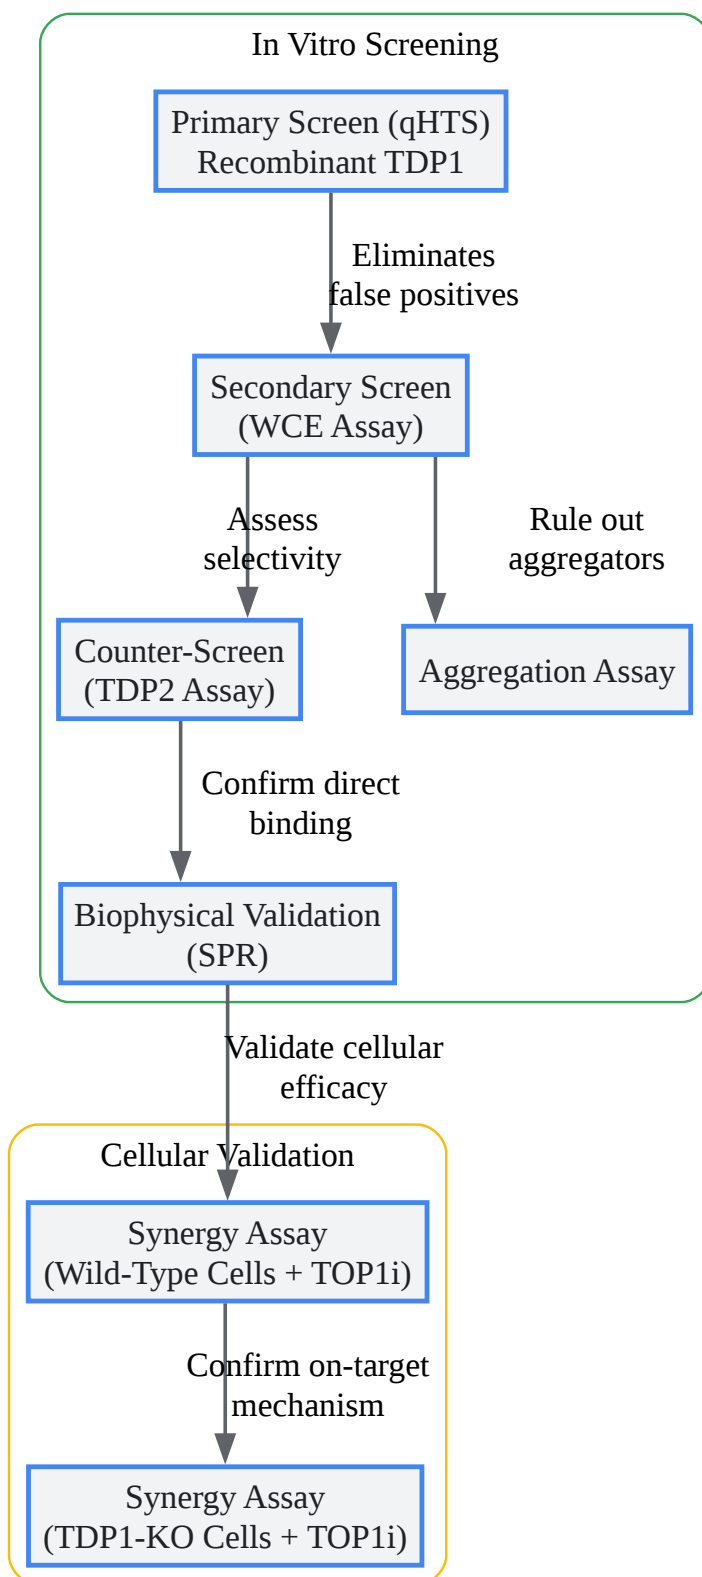 In Vitro Screening
Primary Screen (qHTS)
Recombinant TDP1
Eliminates
false positives
Secondary Screen
(WCE Assay)
Assess
selectivity
Rule out
aggregators
Counter-Screen
(TDP2 Assay)
Aggregation Assay
Confirm direct
binding
Biophysical Validation
(SPR)
Validate cellular
efficacy
Cellular Validation
Synergy Assay
(Wild-Type Cells + TOP1i)
Confirm on-target
mechanism
Synergy Assay
(TDP1-KO Cells + TOP1i)